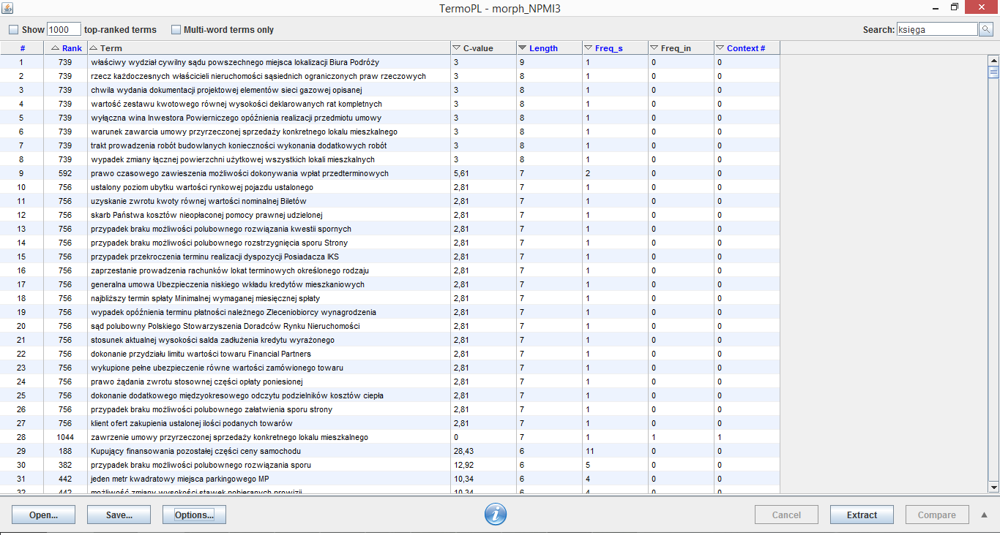 TermoPL - morph_NPMI3
Show 1000 top-ranked terms Multi-word terms only Search: księga
# Rank Term C-value Length Freq_s Freq_in Context #
1 739 właściwy wydział cywilny sądu powszechnego miejsca lokalizacji Biura Podróży 3 9 1 0 0
2 739 rzecz każdoczesnych właścicieli nieruchomości sąsiednich ograniczonych praw rzeczowych 3 8 1 0 0
3 739 chwila wydania dokumentacji projektowej elementów sieci gazowej opisanej 3 8 1 0 0
4 739 wartość zestawu kwotowego równej wysokości deklarowanych rat kompletnych 3 8 1 0 0
5 739 wyłączna wina Inwestora Powierniczego opóźnienia realizacji przedmiotu umowy 3 8 1 0 0
6 739 warunek zawarcia umowy przyrzeczonej sprzedaży konkretnego lokalu mieszkalnego 3 8 1 0 0
7 739 trakt prowadzenia robót budowlanych konieczności wykonania dodatkowych robót 3 8 1 0 0
8 739 wypadek zmiany łącznej powierzchni użytkowej wszystkich lokali mieszkalnych 3 8 1 0 0
9 592 prawo czasowego zawieszenia możliwości dokonywania wpłat przedterminowych 5,61 7 2 0 0
10 756 ustalony poziom ubytku wartości rynkowej pojazdu ustalonego 2,81 7 1 0 0
11 756 uzyskanie zwrotu kwoty równej wartości nominalnej Biletów 2,81 7 1 0 0
12 756 skarb Państwa kosztów nieopłaconej pomocy prawnej udzielonej 2,81 7 1 0 0
13 756 przypadek braku możliwości polubownego rozwiązania kwestii spornych 2,81 7 1 0 0
14 756 przypadek braku możliwości polubownego rozstrzygnięcia sporu Strony 2,81 7 1 0 0
15 756 przypadek przekroczenia terminu realizacji dyspozycji Posiadacza IKS 2,81 7 1 0 0
16 756 zaprzestanie prowadzenia rachunków lokat terminowych określonego rodzaju 2,81 7 1 0 0
17 756 generalna umowa Ubezpieczenia niskiego wkładu kredytów mieszkaniowych 2,81 7 1 0 0
18 756 najbliższy termin spłaty Minimalnej wymaganej miesięcznej spłaty 2,81 7 1 0 0
19 756 wypadek opóźnienia terminu płatności należnego Zleceniobiorcy wynagrodzenia 2,81 7 1 0 0
20 756 sąd polubowny Polskiego Stowarzyszenia Doradców Rynku Nieruchomości 2,81 7 1 0 0
21 756 stosunek aktualnej wysokości salda zadłużenia kredytu wyrażonego 2,81 7 1 0 0
22 756 dokonanie przydziału limitu wartości towaru Financial Partners 2,81 7 1 0 0
23 756 wykupione pełne ubezpieczenie równe wartości zamówionego towaru 2,81 7 1 0 0
24 756 prawo żądania zwrotu stosownej części opłaty poniesionej 2,81 7 1 0 0
25 756 dokonanie dodatkowego międzyokresowego odczytu podzielników kosztów ciepła 2,81 7 1 0 0
26 756 przypadek braku możliwości polubownego załatwienia sporu strony 2,81 7 1 0 0
27 756 klient ofert zakupienia ustalonej ilości podanych towarów 2,81 7 1 0 0
28 1044 zawrzenie umowy przyrzeczonej sprzedaży konkretnego lokalu mieszkalnego 0 7 1 1 1
29 188 Kupujący finansowania pozostałej części ceny samochodu 28,43 6 11 0 0
30 382 przypadek braku możliwości polubownego rozwiązania sporu 12,92 6 5 0 0
31 442 jeden metr kwadratowy miejsca parkingowego MP 10,34 6 4 0 0
32 442 możliwość zmiany wysokości stawek pobieranych prowizji 10,34 6 4 0 0
Open... Save... Options... i Cancel Extract Compare